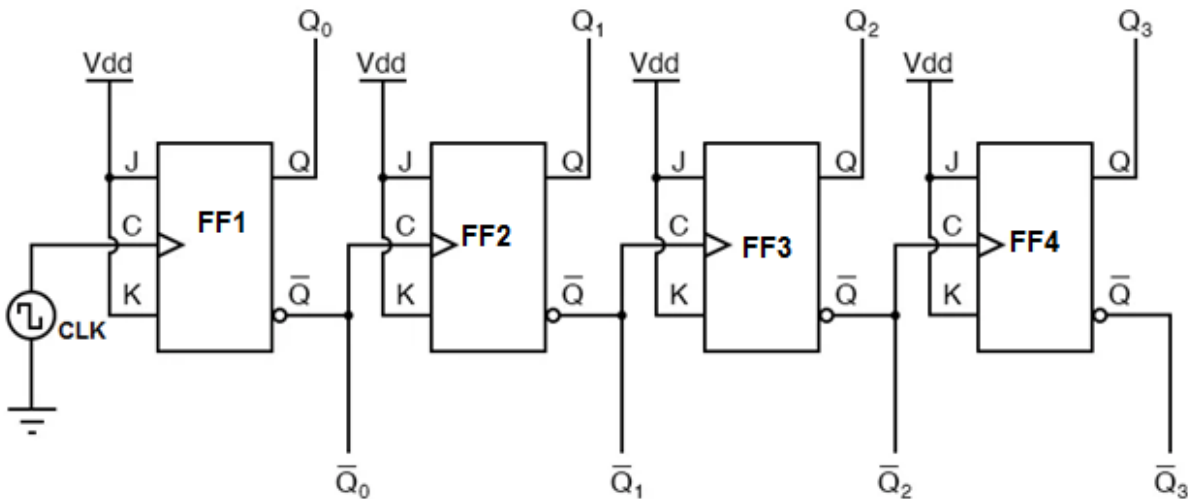 Q₀ Q₁ Q₂ Q₃
Vdd Vdd Vdd Vdd
J Q J Q J Q J Q
C FF1 C FF2 C FF3 C FF4
K Q̅ K Q̅ K Q̅ K Q̅
CLK
Q̅₀ Q̅₁ Q̅₂ Q̅₃